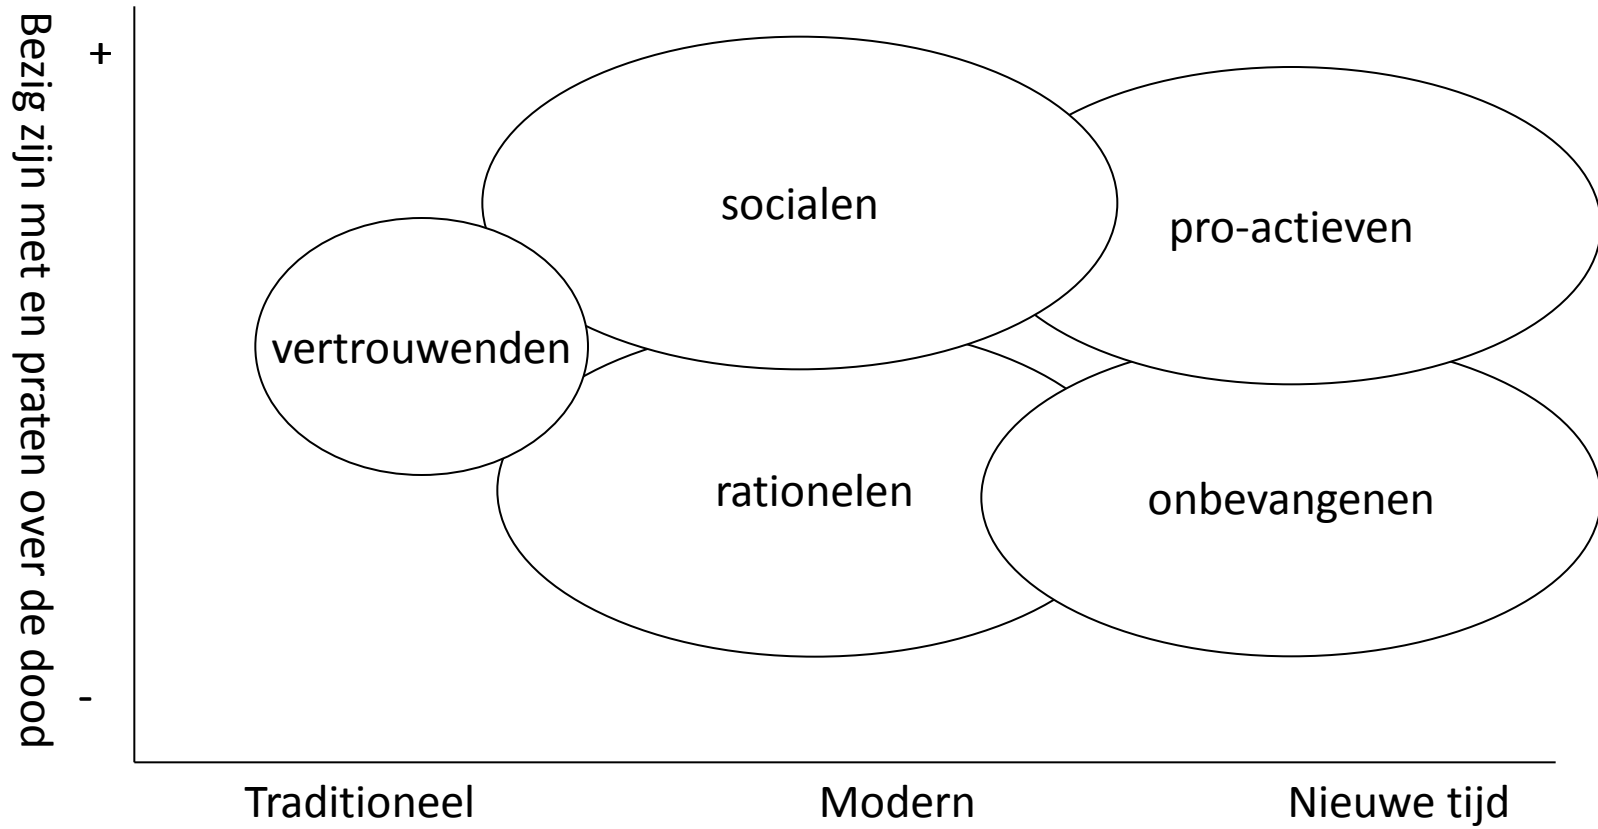 Bezig zijn met en praten over de dood
+
-
socialen
pro-actieven
vertrouwenden
rationelen
onbevangenen
Traditioneel
Modern
Nieuwe tijd